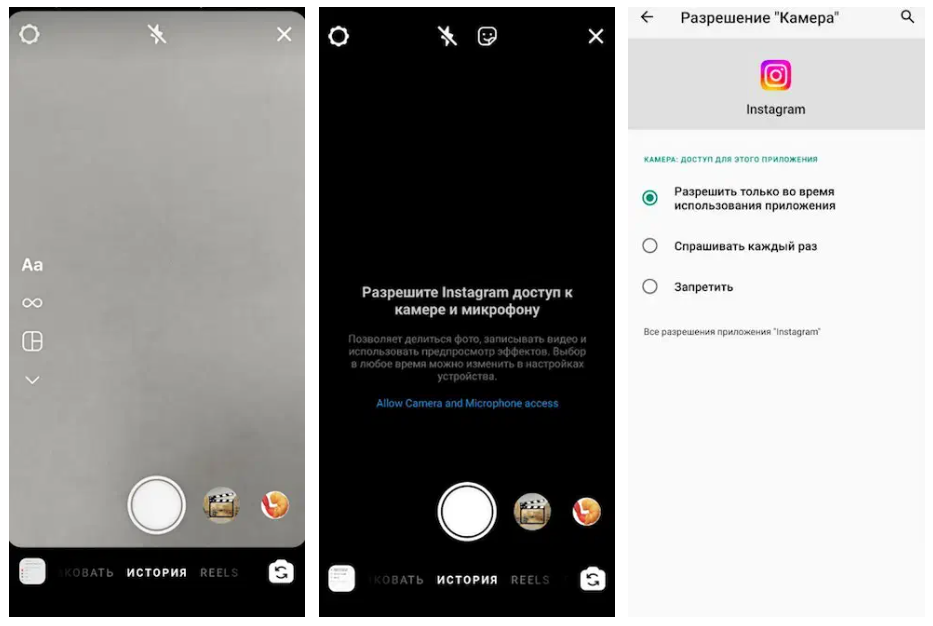 Aa
КОВАТЬ ИСТОРИЯ REELS
Разрешите Instagram доступ к
камере и микрофону
Позволяет делиться фото, записывать видео и
использовать предпросмотр эффектов. Выбор
в любое время можно изменить в настройках
устройства.
Allow Camera and Microphone access
КОВАТЬ ИСТОРИЯ REELS
Разрешение "Камера"
Instagram
КАМЕРА: ДОСТУП ДЛЯ ЭТОГО ПРИЛОЖЕНИЯ
Разрешить только во время
использования приложения
Спрашивать каждый раз
Запретить
Все разрешения приложения "Instagram"